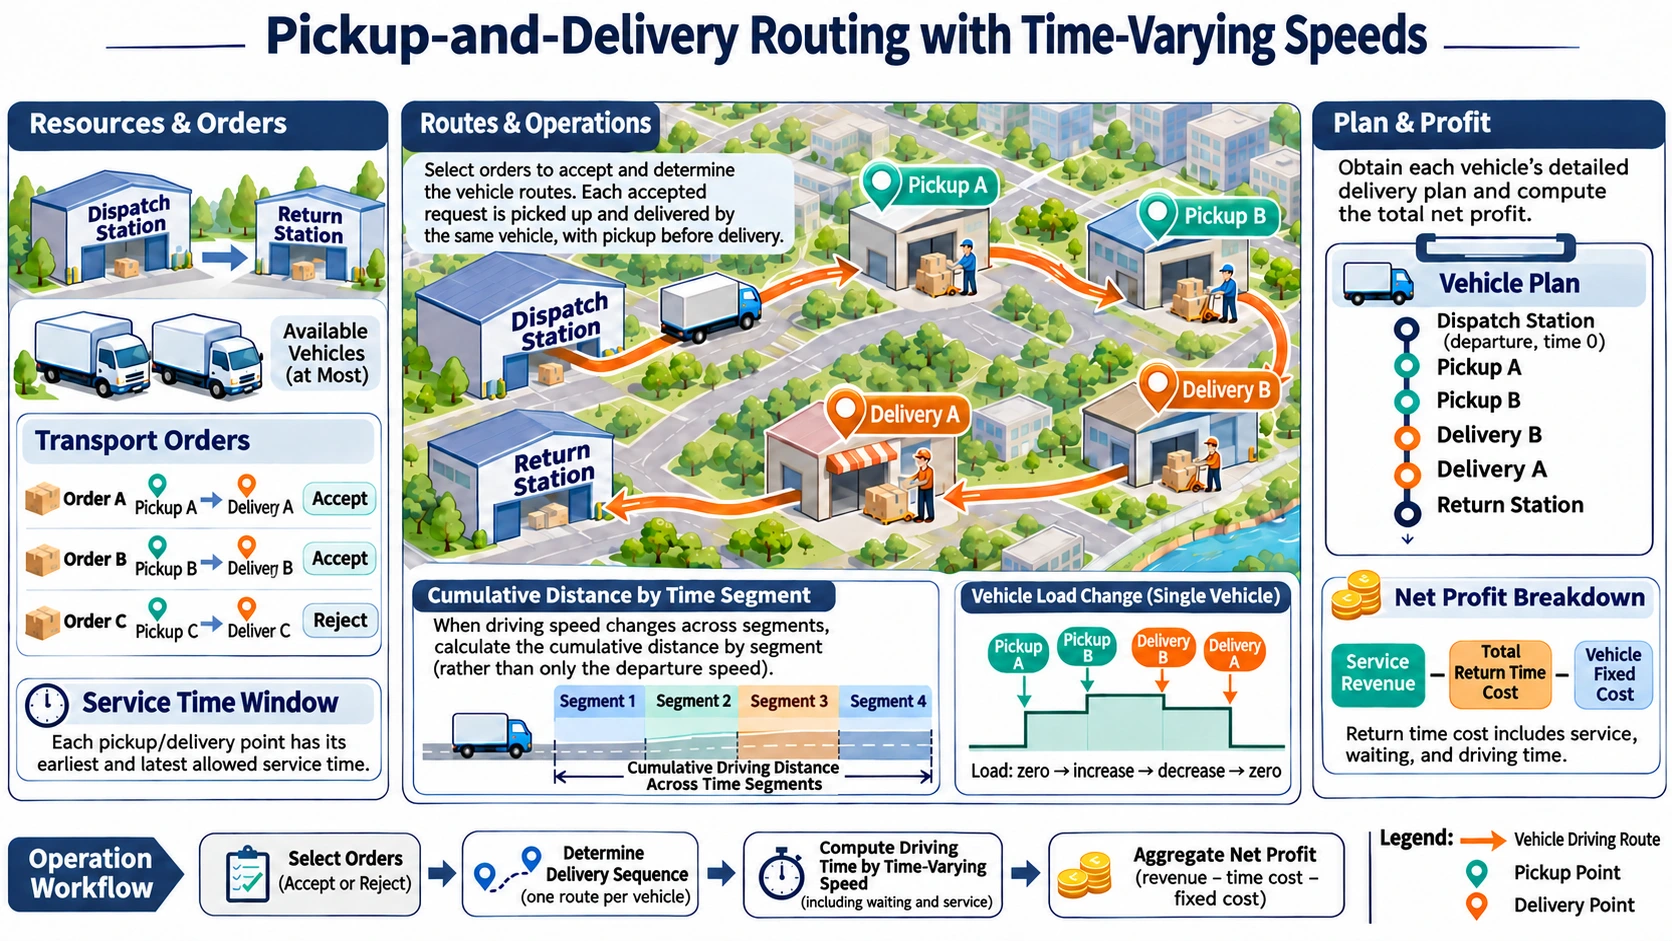 Pickup-and-Delivery Routing with Time-Varying Speeds
Resources & Orders
Dispatch
Station
Return
Station
Available
Vehicles
(at Most)
Transport Orders
Order A
Pickup A
Delivery A
Accept
Order B
Pickup B
Delivery B
Accept
Order C
Pickup C
Deliver C
Reject
Service Time Window
Each pickup/delivery point has its
earliest and latest allowed service time.
Routes & Operations
Select orders to accept and determine
the vehicle routes. Each accepted
request is picked up and delivered by
the same vehicle, with pickup before delivery.
Pickup A
Pickup B
Dispatch
Station
Delivery B
Delivery A
Return
Station
Cumulative Distance by Time Segment
When driving speed changes across segments,
calculate the cumulative distance by segment
(rather than only the departure speed).
Segment 1
Segment 2
Segment 3
Segment 4
Cumulative Driving Distance
Across Time Segments
Vehicle Load Change (Single Vehicle)
Pickup
A
Pickup
B
Delivery
B
Delivery
A
Load: zero → increase → decrease → zero
Plan & Profit
Obtain each vehicle's detailed
delivery plan and compute
the total net profit.
Vehicle Plan
Dispatch Station
(departure, time 0)
Pickup A
Pickup B
Delivery B
Delivery A
Return Station
Net Profit Breakdown
Service
Revenue
–
Total
Return Time
Cost
–
Vehicle
Fixed
Cost
Return time cost includes service,
waiting, and driving time.
Operation
Workflow
Select Orders
(Accept or Reject)
Determine
Delivery Sequence
(one route per vehicle)
Compute Driving
Time by Time-Varying
Speed
(including waiting and service)
Aggregate Net Profit
(revenue – time cost –
fixed cost)
Legend:
Vehicle Driving Route
Pickup Point
Delivery Point